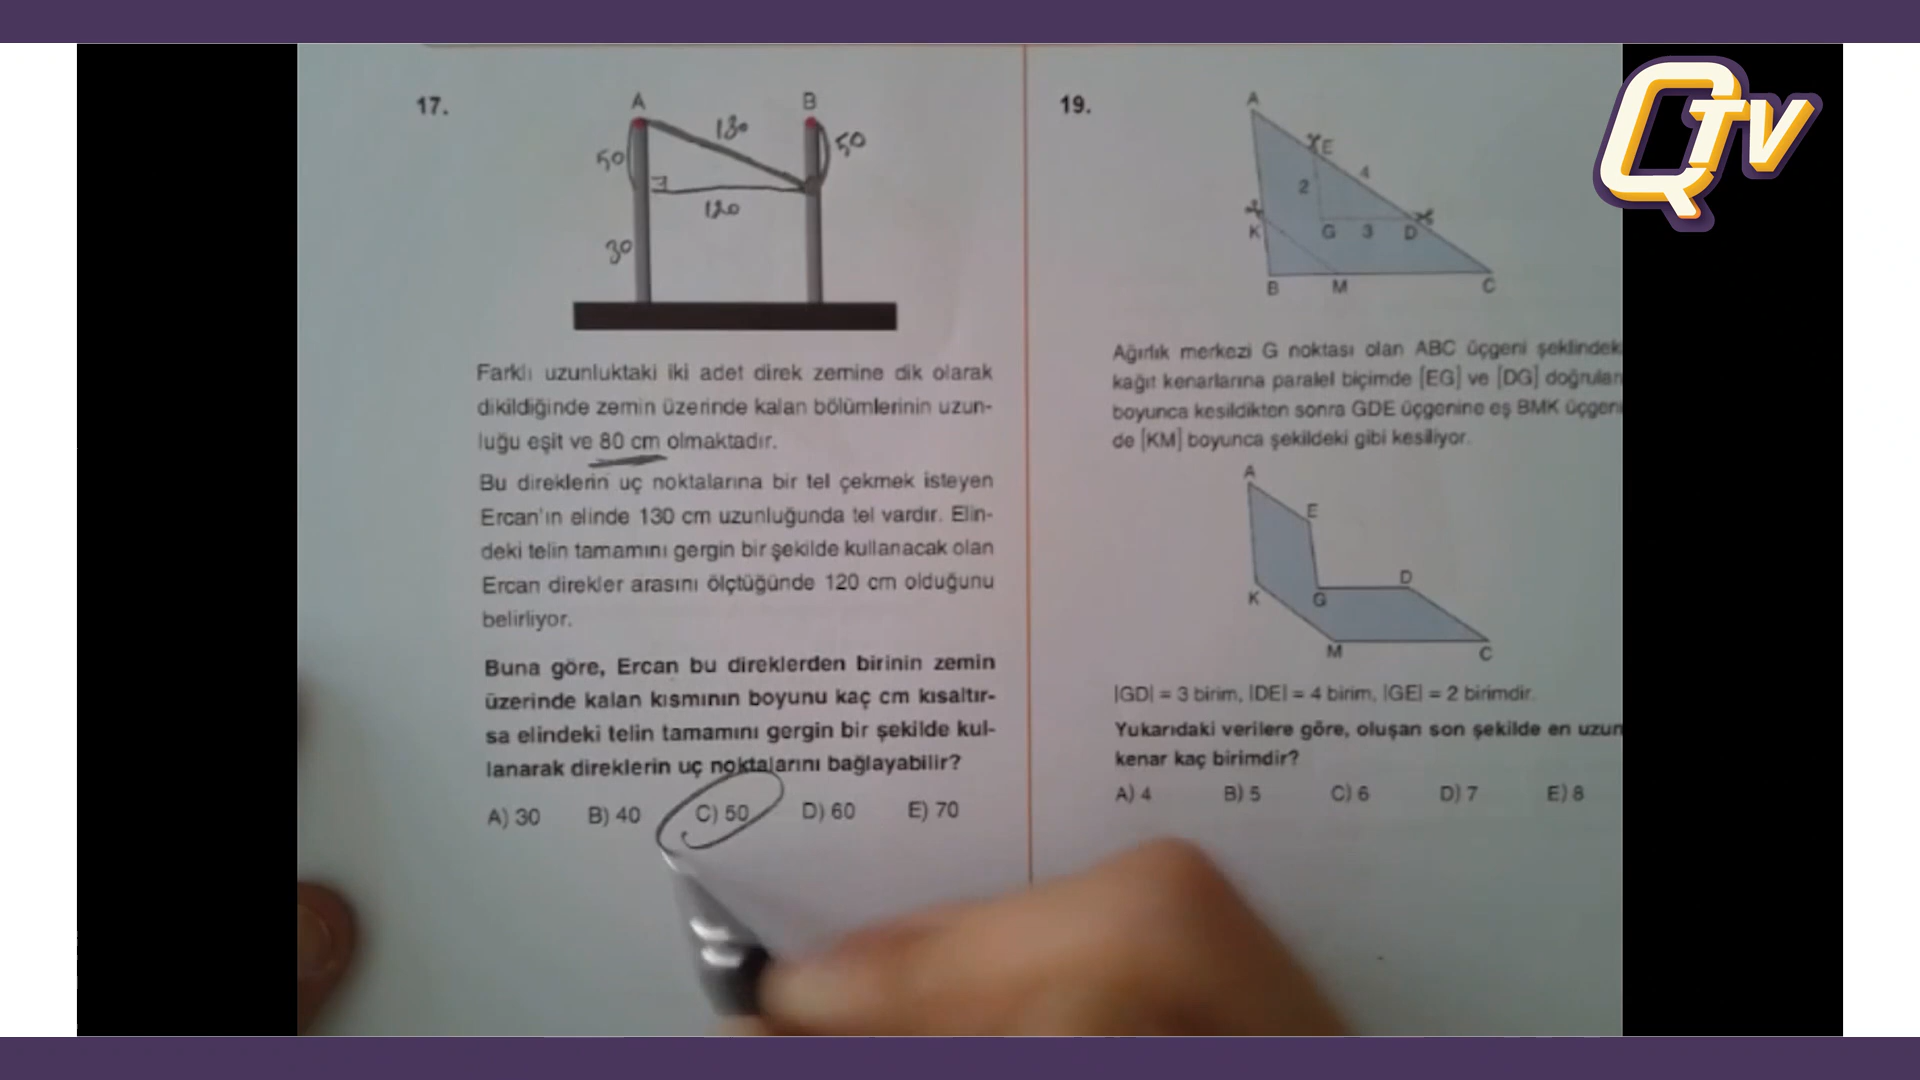 QTV
17.
A
B
130
50
50
120
30
Farklı uzunluktaki iki adet direk zemine dik olarak
dikildiğinde zemin üzerinde kalan bölümlerinin uzun-
luğu eşit ve 80 cm olmaktadır.
Bu direklerin uç noktalarına bir tel çekmek isteyen
Ercan'ın elinde 130 cm uzunluğunda tel vardır. Elin-
deki telin tamamını gergin bir şekilde kullanacak olan
Ercan direkler arasını ölçtüğünde 120 cm olduğunu
belirliyor.
Buna göre, Ercan bu direklerden birinin zemin
üzerinde kalan kısmının boyunu kaç cm kısaltır-
sa elindeki telin tamamını gergin bir şekilde kul-
lanarak direklerin uç noktalarını bağlayabilir?
A) 30 B) 40 C) 50 D) 60 E) 70
19.
A
E
4
2
K
G 3 D
B M C
Ağırlık merkezi G noktası olan ABC üçgeni şeklindek
kağıt kenarlarına paralel biçimde [EG] ve [DG] doğruları
boyunca kesildikten sonra GDE üçgenine eş BMK üçgeni
de [KM] boyunca şekildeki gibi kesiliyor.
A
E
D
K
G
M
C
|GD| = 3 birim, |DE| = 4 birim, |GE| = 2 birimdir.
Yukarıdaki verilere göre, oluşan son şekilde en uzun
kenar kaç birimdir?
A) 4 B) 5 C) 6 D) 7 E) 8